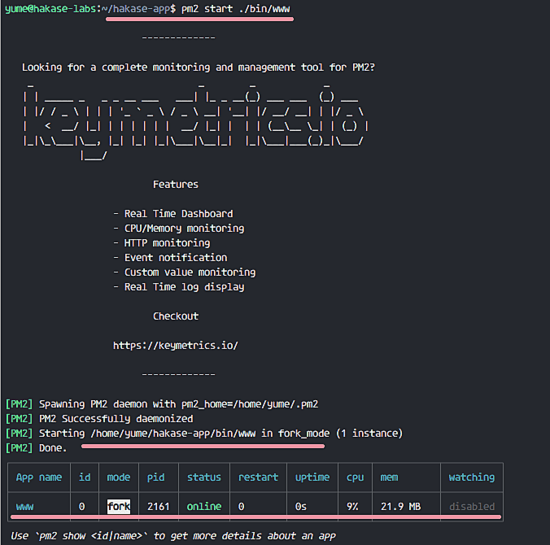 yume@hakase-labs:~/hakase-app$ pm2 start ./bin/www
-------------
Looking for a complete monitoring and management tool for PM2?
keymetrics.io
Features
- Real Time Dashboard
- CPU/Memory monitoring
- HTTP monitoring
- Event notification
- Custom value monitoring
- Real Time log display
Checkout
https://keymetrics.io/
-------------
[PM2] Spawning PM2 daemon with pm2_home=/home/yume/.pm2
[PM2] PM2 Successfully daemonized
[PM2] Starting /home/yume/hakase-app/bin/www in fork_mode (1 instance)
[PM2] Done.
App name id mode pid status restart uptime cpu mem watching
www 0 fork 2161 online 0 0s 9% 21.9 MB disabled
Use `pm2 show <id|name>` to get more details about an app